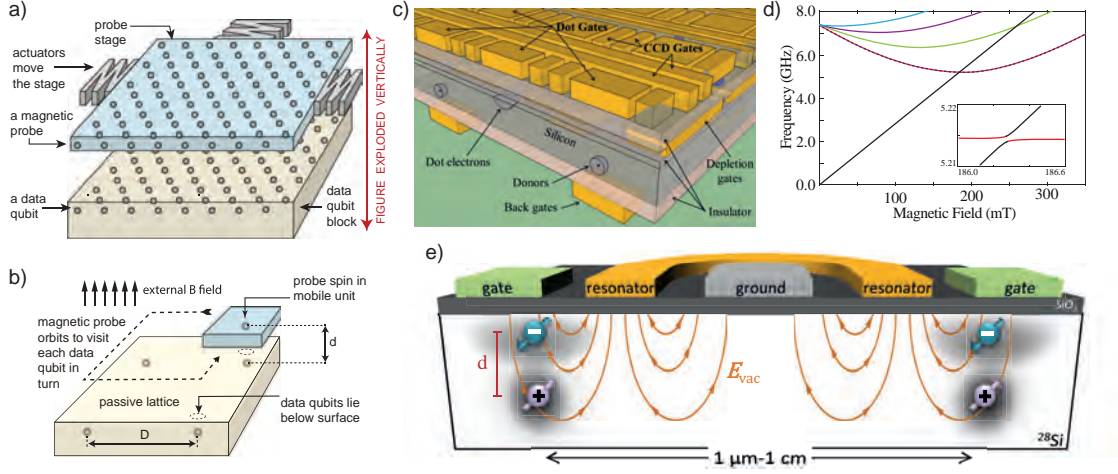 a)
probe
stage
actuators
move
the stage
a magnetic
probe
a data
qubit
data
qubit
block
FIGURE EXPLODED VERTICALLY
b)
external B field
probe spin in
mobile unit
magnetic probe
orbits to visit
each data
qubit in
turn
d
passive lattice
data qubits lie
below surface
D
c)
Dot Gates
CCD Gates
Silicon
Dot electrons
Donors
Back gates
Depletion
gates
Insulator
d)
Frequency (GHz)
8.0
6.0
4.0
2.0
0.0
0
100
200
300
Magnetic Field (mT)
5.22
5.21
186.0
186.6
e)
gate
resonator
ground
resonator
gate
SiO₂
d
E_vac
²⁸Si
1 µm-1 cm